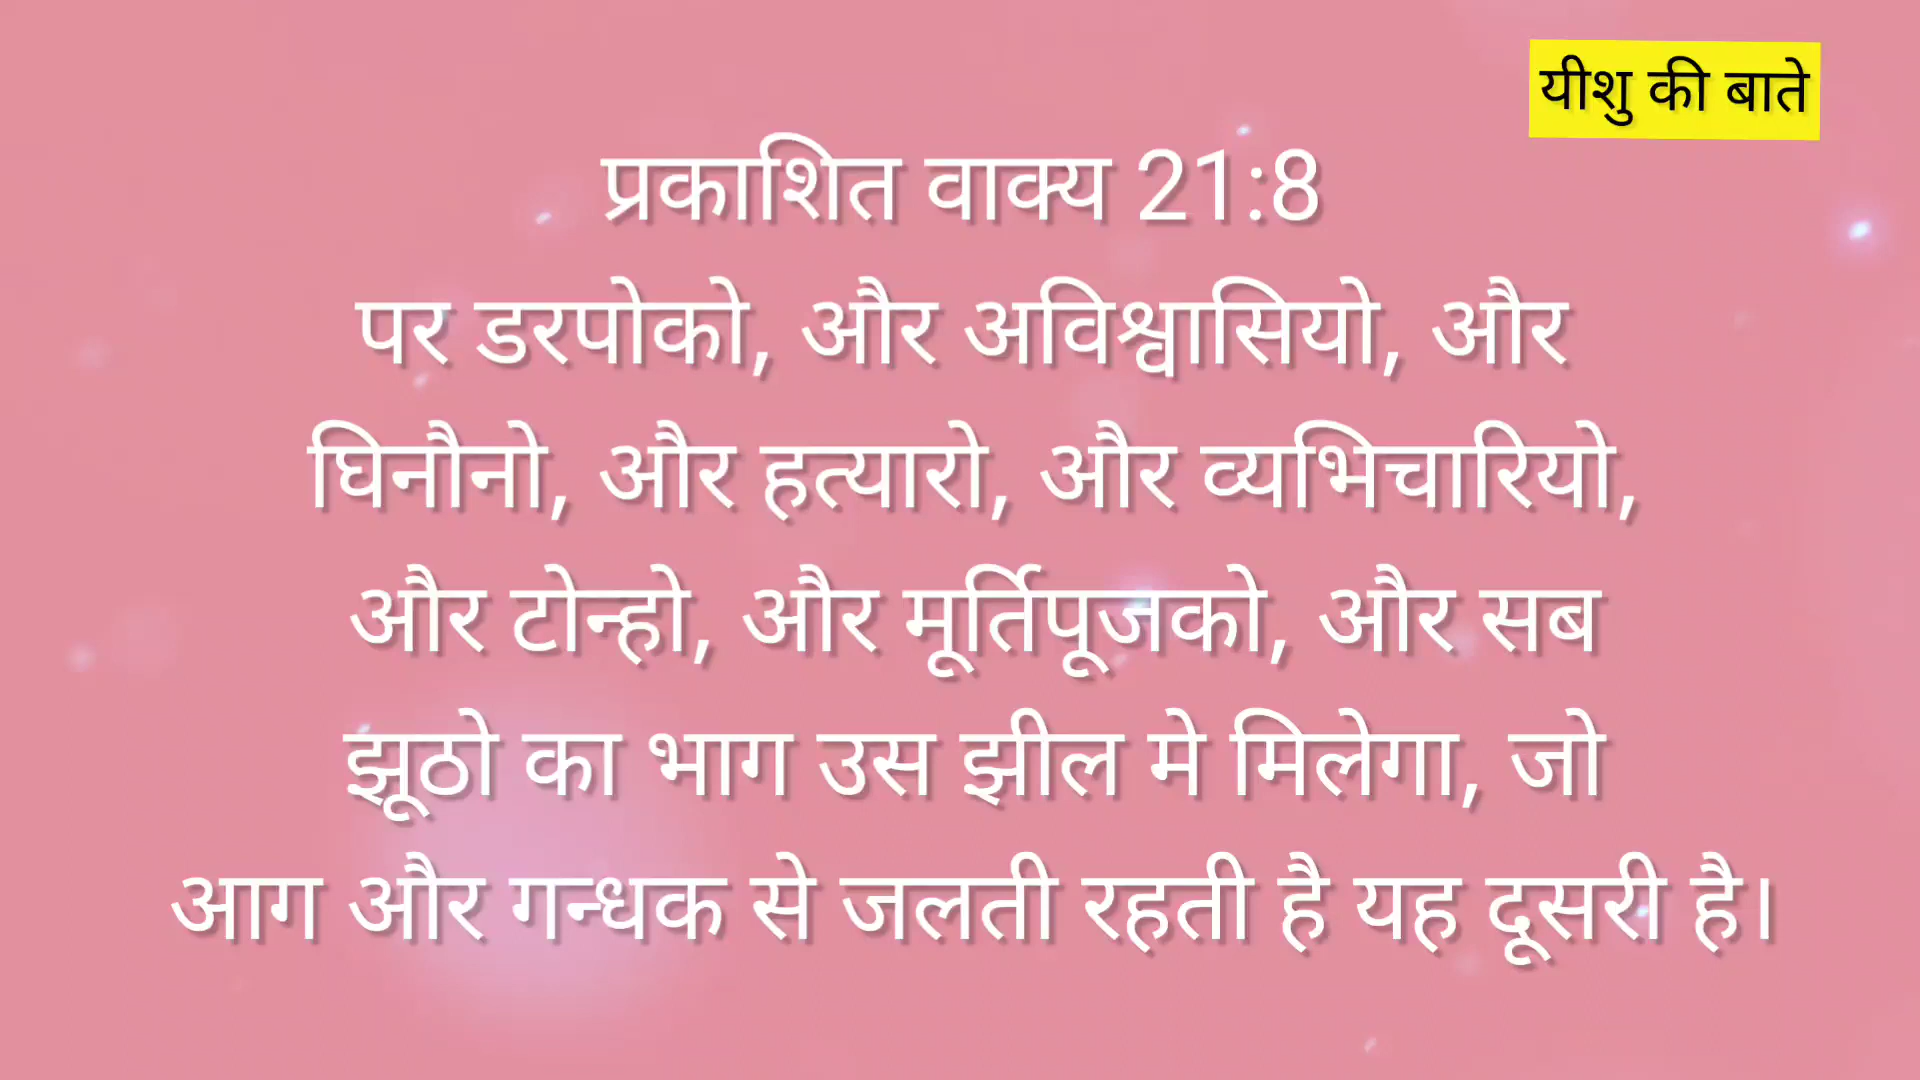 यीशु की बाते
प्रकाशित वाक्य 21:8
पर डरपोको, और अविश्वासियो, और
घिनौनो, और हत्यारो, और व्यभिचारियो,
और टोन्हो, और मूर्तिपूजको, और सब
झूठो का भाग उस झील मे मिलेगा, जो
आग और गन्धक से जलती रहती है यह दूसरी है।